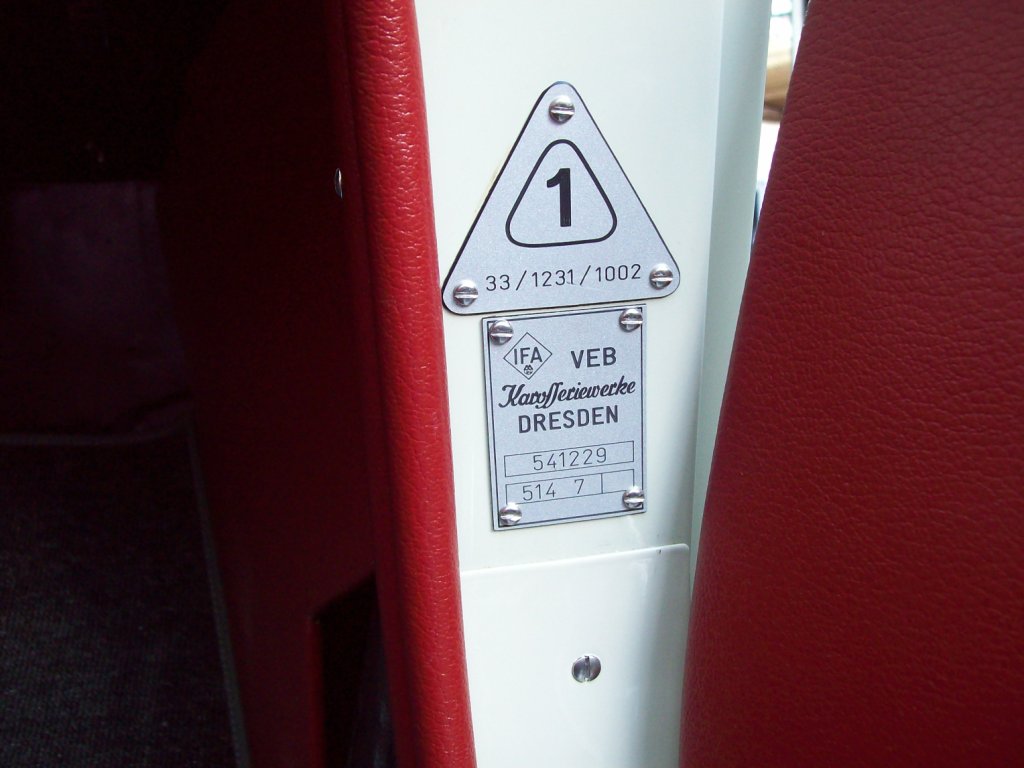 1
33/1231/1002
IFA VEB
Karosseriewerke
DRESDEN
541229
514 7